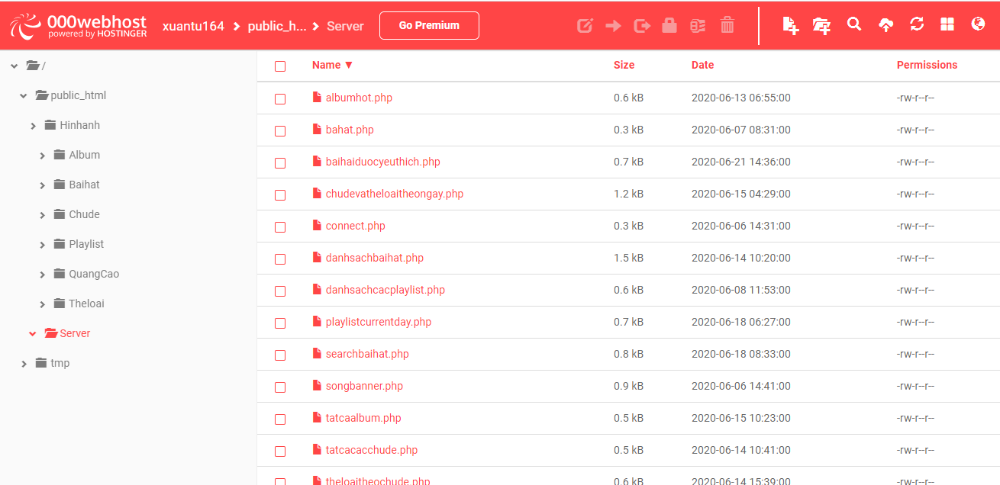 000webhost
powered by HOSTINGER
xuantu164 > public_h... > Server
Go Premium
/
public_html
Hinhanh
Album
Baihat
Chude
Playlist
QuangCao
Theloai
Server
tmp
Name ▼ Size Date Permissions
albumhot.php 0.6 kB 2020-06-13 06:55:00 -rw-r--r--
bahat.php 0.3 kB 2020-06-07 08:31:00 -rw-r--r--
baihaiduocyeuthich.php 0.7 kB 2020-06-21 14:36:00 -rw-r--r--
chudevatheloaitheongay.php 1.2 kB 2020-06-15 04:29:00 -rw-r--r--
connect.php 0.3 kB 2020-06-06 14:31:00 -rw-r--r--
danhsachbaihat.php 1.5 kB 2020-06-14 10:20:00 -rw-r--r--
danhsachcacplaylist.php 0.6 kB 2020-06-08 11:53:00 -rw-r--r--
playlistcurrentday.php 0.7 kB 2020-06-18 06:27:00 -rw-r--r--
searchbaihat.php 0.8 kB 2020-06-18 08:33:00 -rw-r--r--
songbanner.php 0.9 kB 2020-06-06 14:41:00 -rw-r--r--
tatcaalbum.php 0.5 kB 2020-06-15 10:23:00 -rw-r--r--
tatcacacchude.php 0.5 kB 2020-06-14 10:41:00 -rw-r--r--
theloaitheochude.php 0.6 kB 2020-06-14 15:39:00 -rw-r--r--